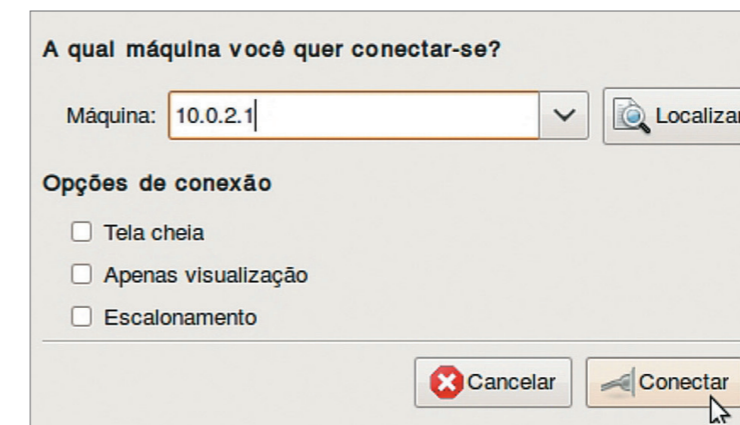 A qual máquina você quer conectar-se?
Máquina: 10.0.2.1 Localizar
Opções de conexão
Tela cheia
Apenas visualização
Escalonamento
Cancelar Conectar